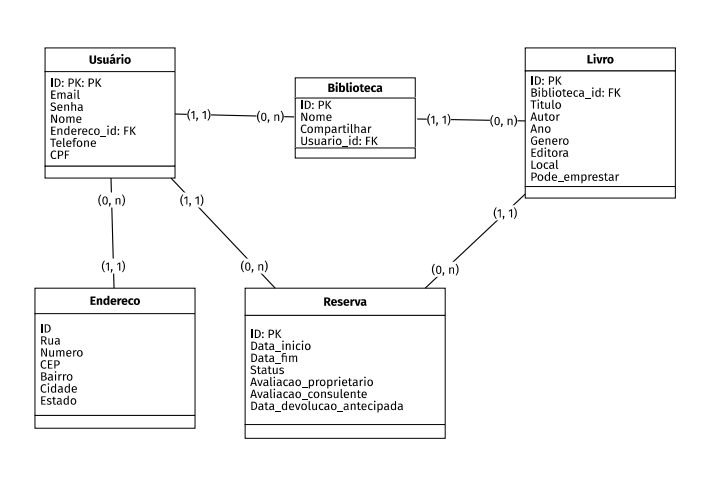 Usuário
ID: PK: PK
Email
Senha
Nome
Endereco_id: FK
Telefone
CPF
(1, 1)
(0, n)
Biblioteca
ID: PK
Nome
Compartilhar
Usuario_id: FK
(1, 1)
(0, n)
Livro
ID: PK
Biblioteca_id: FK
Titulo
Autor
Ano
Genero
Editora
Local
Pode_emprestar
(0, n)
(1, 1)
(1, 1)
(0, n)
(1, 1)
(0, n)
Endereco
ID
Rua
Numero
CEP
Bairro
Cidade
Estado
Reserva
ID: PK
Data_inicio
Data_fim
Status
Avaliacao_proprietario
Avaliacao_consulente
Data_devolucao_antecipada